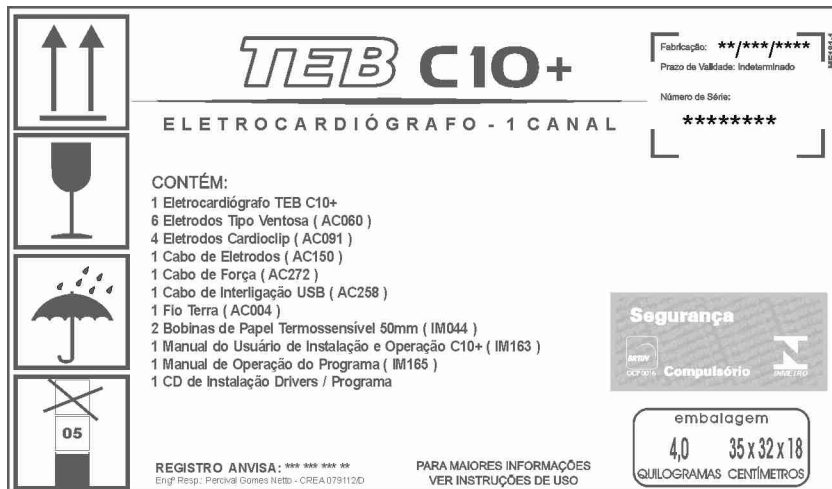 TEB C10+
ELETROCARDIÓGRAFO - 1 CANAL
Fabricação: **/***/****
Prazo de Validade: Indeterminado
Número de Série:
********
CONTÉM:
1 Eletrocardiógrafo TEB C10+
6 Eletrodos Tipo Ventosa ( AC060 )
4 Eletrodos Cardioclip ( AC091 )
1 Cabo de Eletrodos ( AC150 )
1 Cabo de Força ( AC272 )
1 Cabo de Interligação USB ( AC258 )
1 Fio Terra ( AC004 )
2 Bobinas de Papel Termossensível 50mm ( IM044 )
1 Manual do Usuário de Instalação e Operação C10+ ( IM163 )
1 Manual de Operação do Programa ( IM165 )
1 CD de Instalação Drivers / Programa
Segurança
OCP0016
Compulsório
INMETRO
05
embalagem
4,0 35 x 32 x 18
QUILOGRAMAS CENTÍMETROS
REGISTRO ANVISA: *** *** *** **
Engº Resp.: Percival Gomes Netto - CREA 079112/D
PARA MAIORES INFORMAÇÕES
VER INSTRUÇÕES DE USO